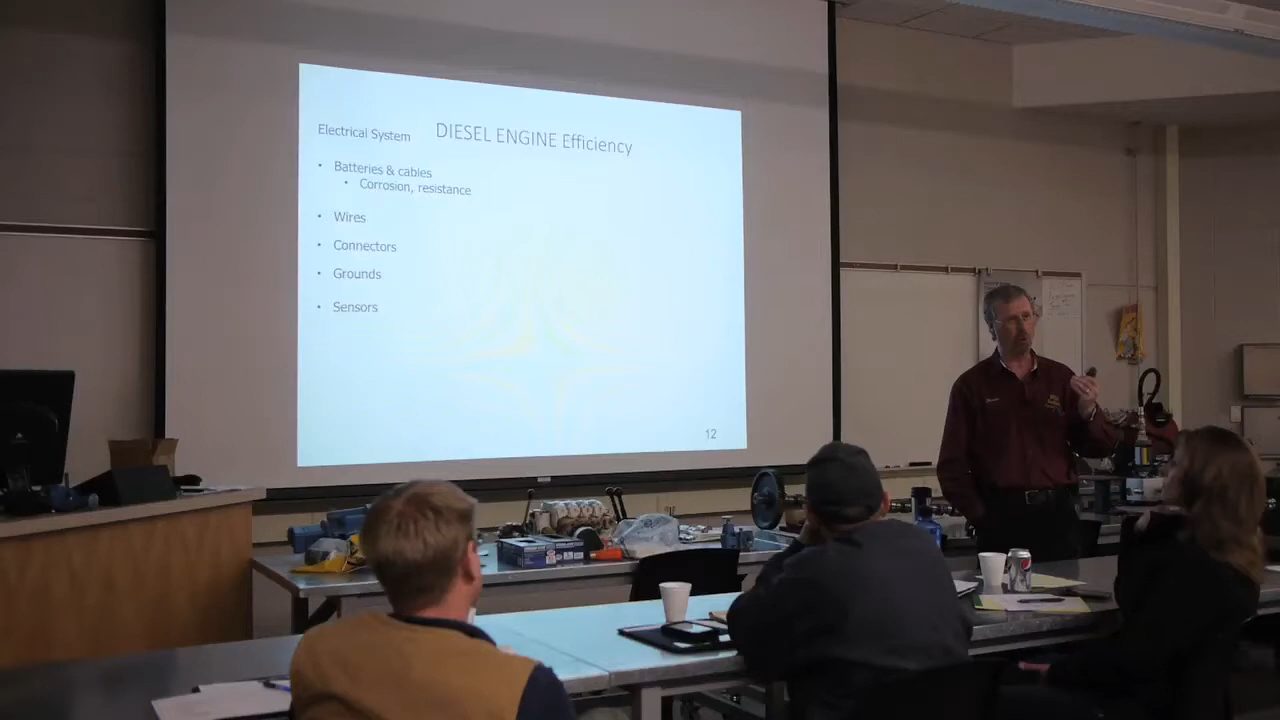 DIESEL ENGINE Efficiency
Electrical System
• Batteries & cables
• Corrosion, resistance
• Wires
• Connectors
• Grounds
• Sensors
12